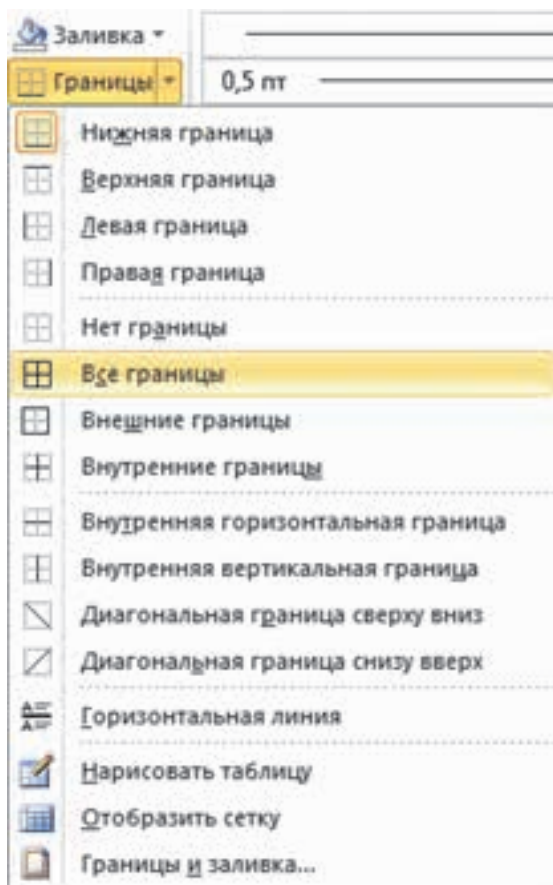 Заливка
Границы 0,5 пт
Нижняя граница
Верхняя граница
Левая граница
Правая граница
Нет границы
Все границы
Внешние границы
Внутренние границы
Внутренняя горизонтальная граница
Внутренняя вертикальная граница
Диагональная граница сверху вниз
Диагональная граница снизу вверх
Горизонтальная линия
Нарисовать таблицу
Отобразить сетку
Границы и заливка...